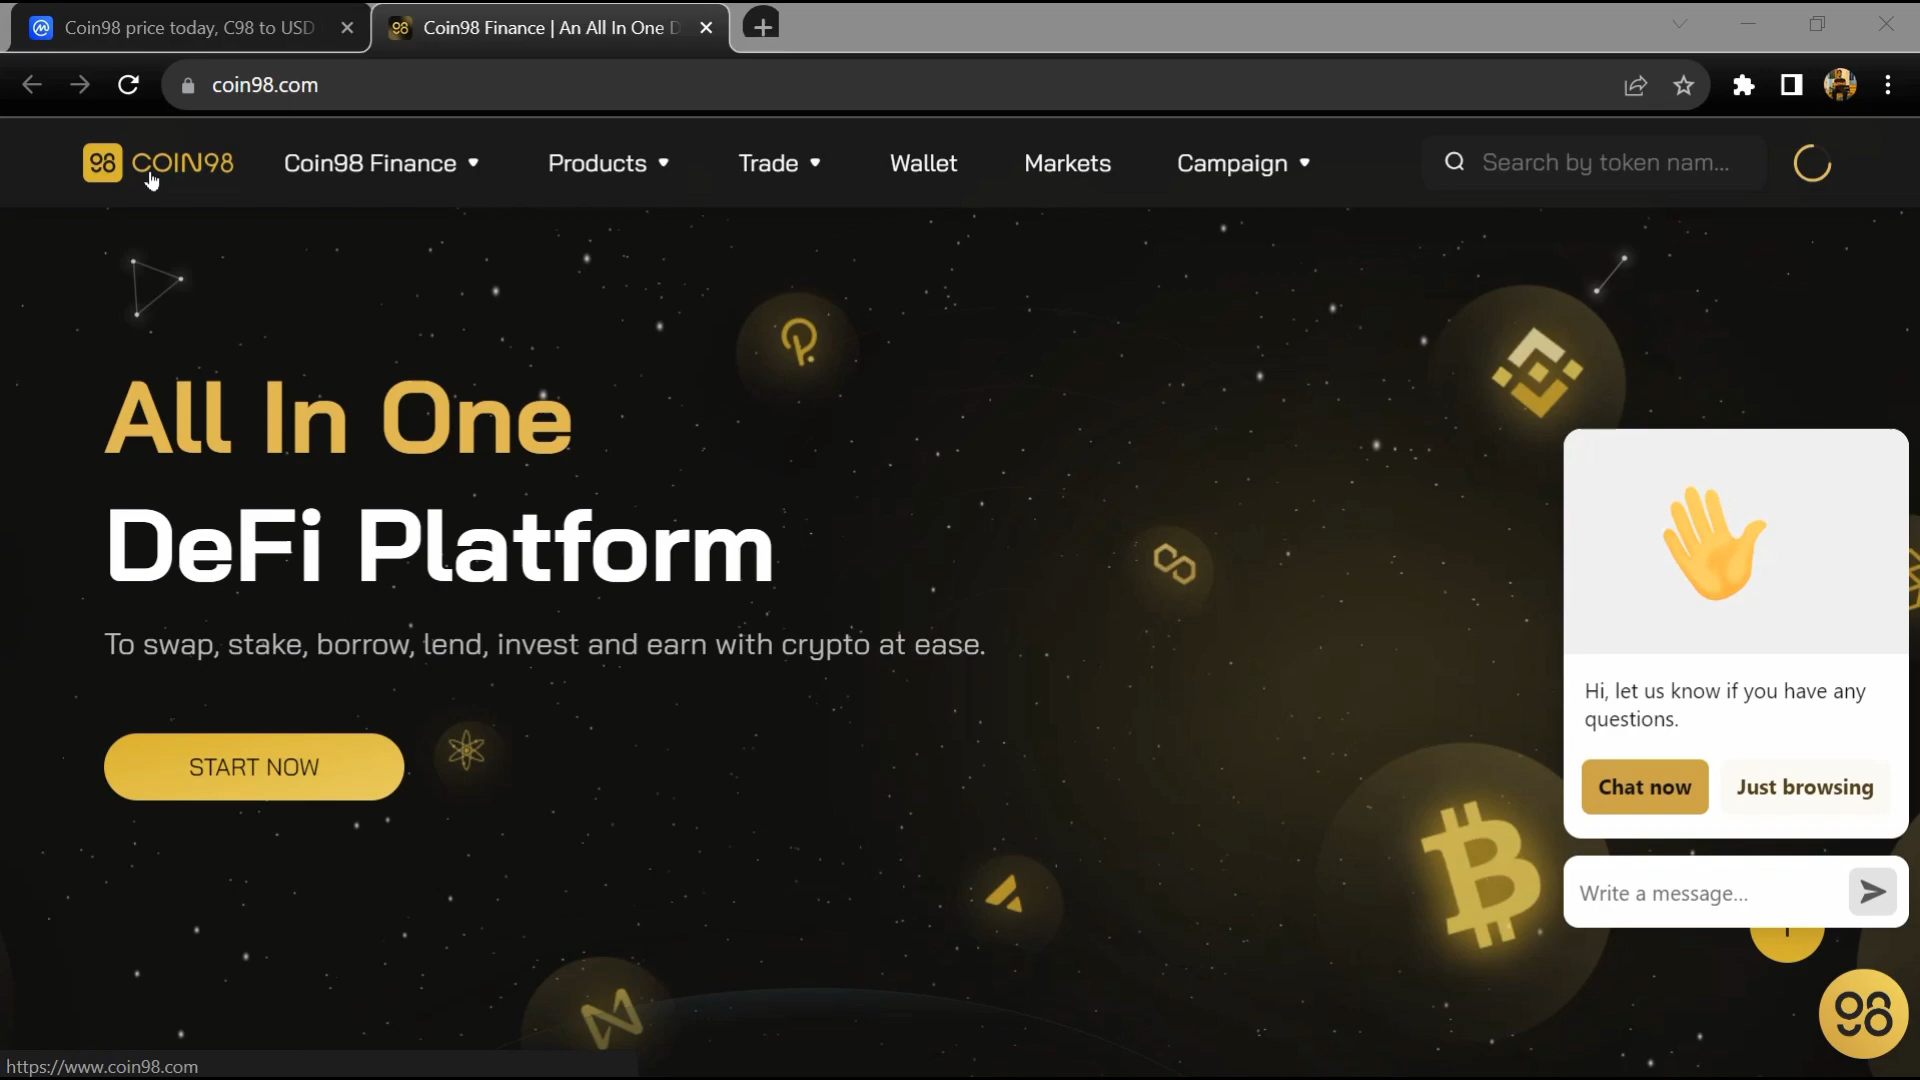 Coin98 price today, C98 to USD
Coin98 Finance | An All In One D
coin98.com
98 COIN98
Coin98 Finance
Products
Trade
Wallet
Markets
Campaign
Search by token nam...
All In One
DeFi Platform
To swap, stake, borrow, lend, invest and earn with crypto at ease.
START NOW
Hi, let us know if you have any
questions.
Chat now
Just browsing
Write a message...
98
https://www.coin98.com